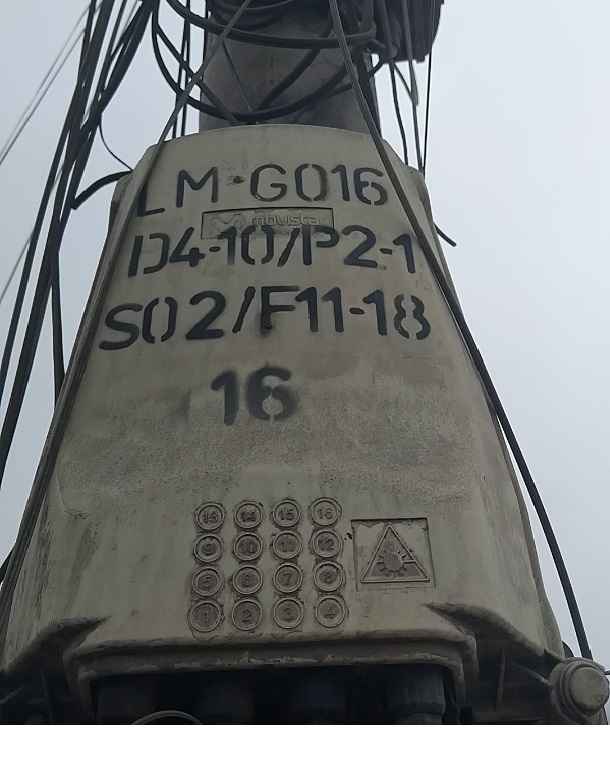 LM-G016
movistar
D4-10/P2-1
S02/F11-18
16
13 14 15 16
9 10 11 12
5 6 7 8
1 2 3 4